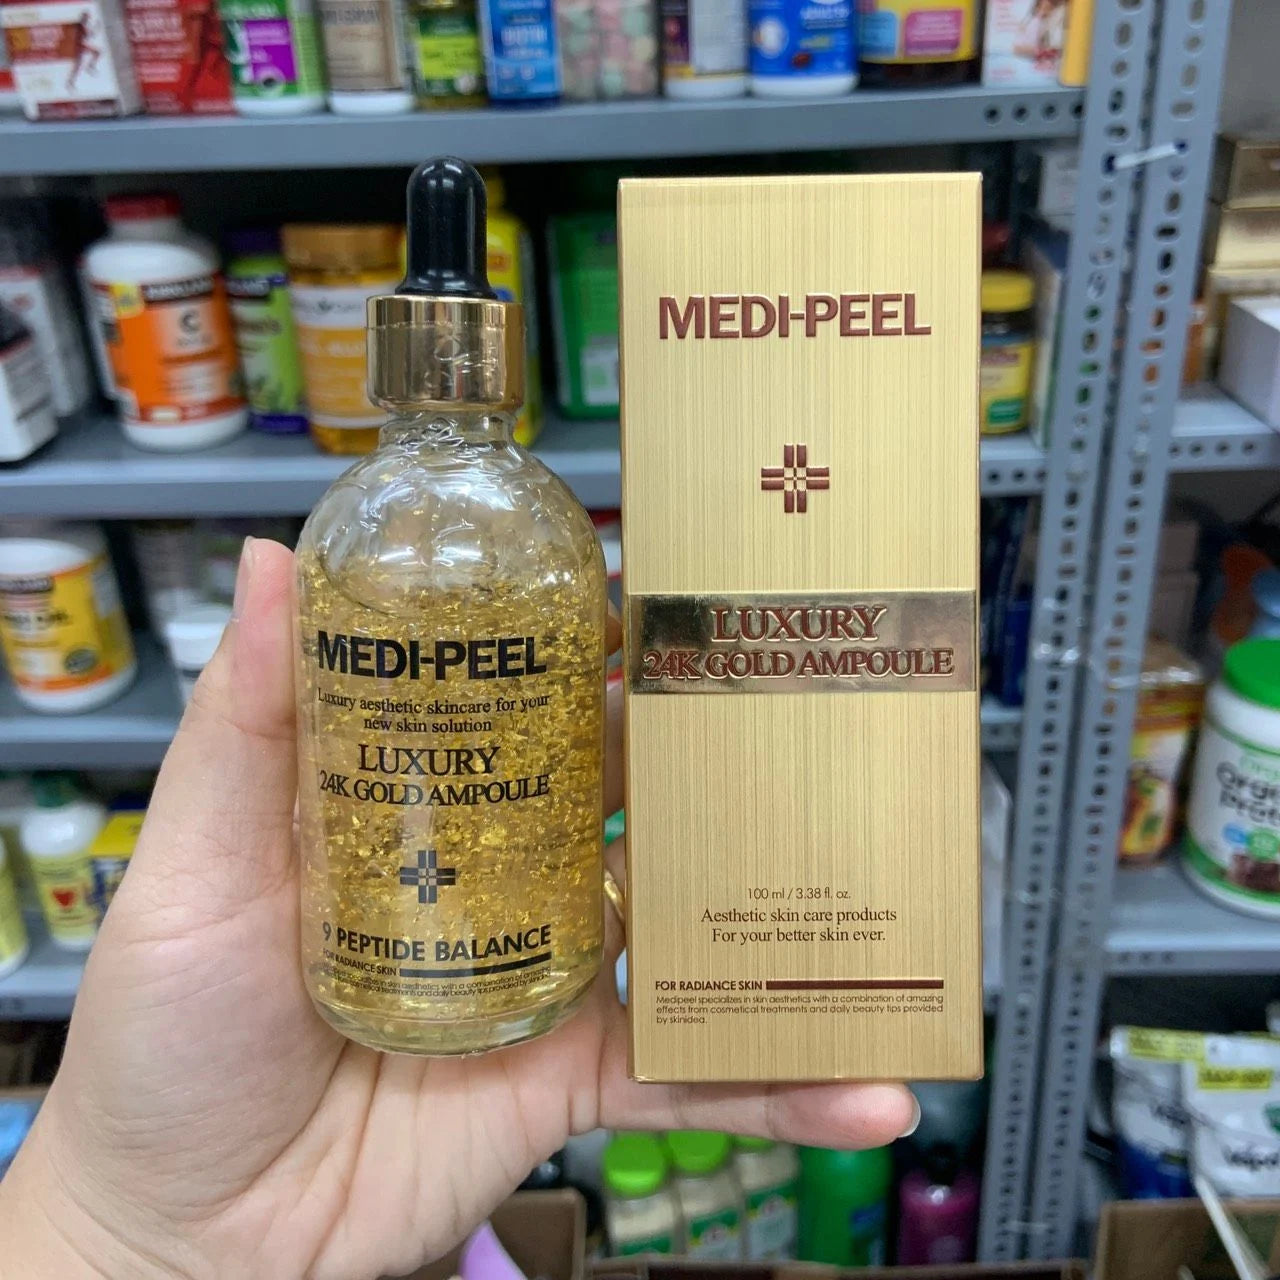 MEDI-PEEL
Luxury aesthetic skincare for your
new skin solution
LUXURY
24K GOLD AMPOULE
9 PEPTIDE BALANCE
FOR RADIANCE SKIN
MEDI-PEEL
LUXURY
24K GOLD AMPOULE
100 ml / 3.38 fl. oz.
Aesthetic skin care products
For your better skin ever.
FOR RADIANCE SKIN
Medipeel specializes in skin aesthetics with a combination of amazing
effects from cosmetical treatments and daily beauty tips provided
by skinidea.